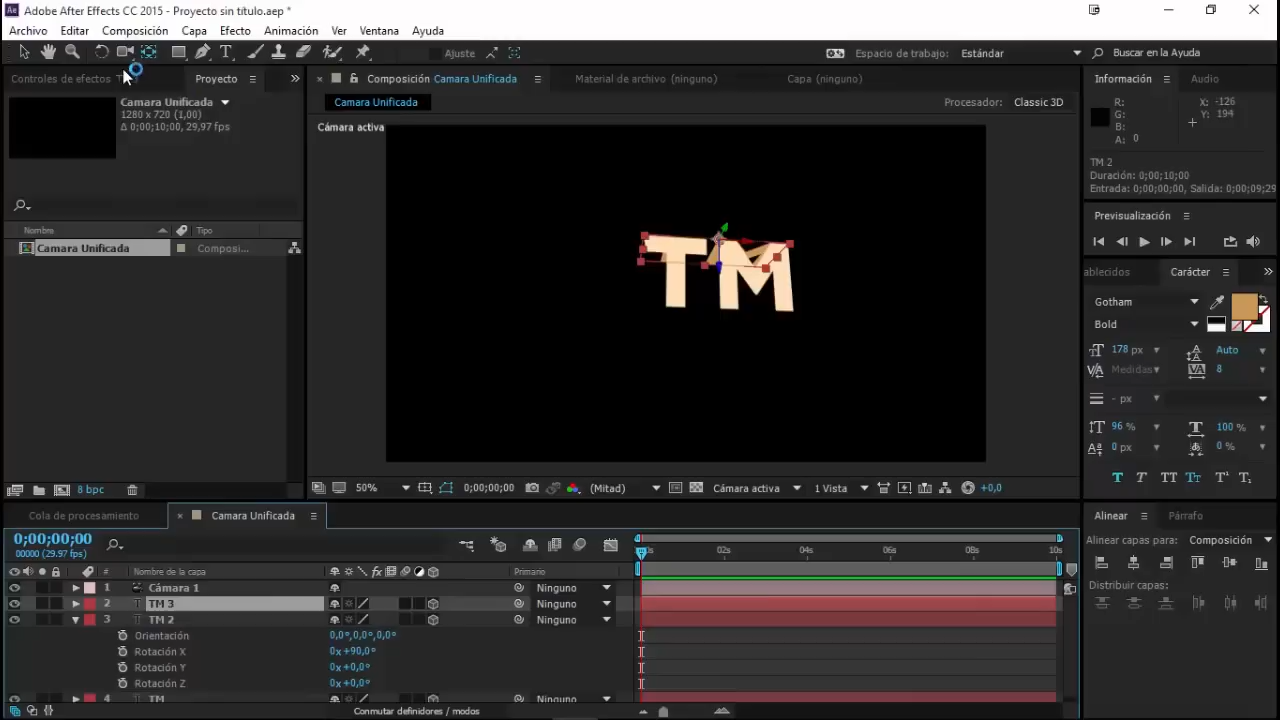 Ae Adobe After Effects CC 2015 - Proyecto sin título.aep *
Archivo Editar Composición Capa Efecto Animación Ver Ventana Ayuda
Ajuste Espacio de trabajo: Estándar Buscar en la Ayuda
Controles de efectos Proyecto
Composición Camara Unificada Material de archivo (ninguno) Capa (ninguno)
Información Audio
Camara Unificada
1280 x 720 (1,00)
Δ 0;00;10;00, 29,97 fps
Camara Unificada Procesador: Classic 3D
Cámara activa
TM
R: X: -126
G: Y: 194
B:
A: 0
TM 2
Duración: 0;00;10;00
Entrada: 0;00;00;00, Salida: 0;00;09;29
Previsualización
Nombre Tipo
Camara Unificada Composi...
ablecidos Carácter
Gotham
Bold
178 px Auto
Medidas 8
- px
96 % 100 %
0 px 0 %
T T TT Tт T¹ T₁
8 bpc
50% 0;00;00;00 (Mitad) Cámara activa 1 Vista +0,0
Cola de procesamiento Camara Unificada
Alinear Párrafo
0;00;00;00
00000 (29.97 fps)
0s 02s 04s 06s 08s 10s
Alinear capas para: Composición
# Nombre de la capa fx Primario
Distribuir capas:
1 Cámara 1 Ninguno
2 T TM 3 Ninguno
3 T TM 2 Ninguno
Orientación 0,0°,0,0°,0,0°
Rotación X 0x+90,0°
Rotación Y 0x+0,0°
Rotación Z 0x+0,0°
4 T TM Ninguno
Conmutar definidores / modos